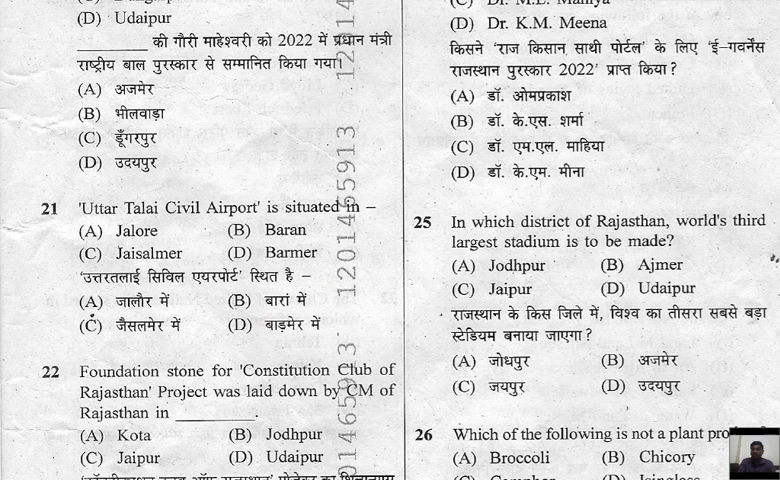 (D) Udaipur
________ की गौरी माहेश्वरी को 2022 में प्रधान मंत्री
राष्ट्रीय बाल पुरस्कार से सम्मानित किया गया।
(A) अजमेर
(B) भीलवाड़ा
(C) डूँगरपुर
(D) उदयपुर
21 'Uttar Talai Civil Airport' is situated in –
(A) Jalore (B) Baran
(C) Jaisalmer (D) Barmer
'उत्तरतलाई सिविल एयरपोर्ट' स्थित है –
(A) जालौर में (B) बारां में
(C) जैसलमेर में (D) बाड़मेर में
22 Foundation stone for 'Constitution Club of
Rajasthan' Project was laid down by CM of
Rajasthan in ________.
(A) Kota (B) Jodhpur
(C) Jaipur (D) Udaipur
(D) Dr. K.M. Meena
किसने 'राज किसान साथी पोर्टल' के लिए 'ई-गवर्नेंस
राजस्थान पुरस्कार 2022' प्राप्त किया?
(A) डॉ. ओमप्रकाश
(B) डॉ. के.एस. शर्मा
(C) डॉ. एम.एल. माहिया
(D) डॉ. के.एम. मीना
25 In which district of Rajasthan, world's third
largest stadium is to be made?
(A) Jodhpur (B) Ajmer
(C) Jaipur (D) Udaipur
राजस्थान के किस जिले में, विश्व का तीसरा सबसे बड़ा
स्टेडियम बनाया जाएगा?
(A) जोधपुर (B) अजमेर
(C) जयपुर (D) उदयपुर
26 Which of the following is not a plant
(A) Broccoli (B) Chicory
1201465913